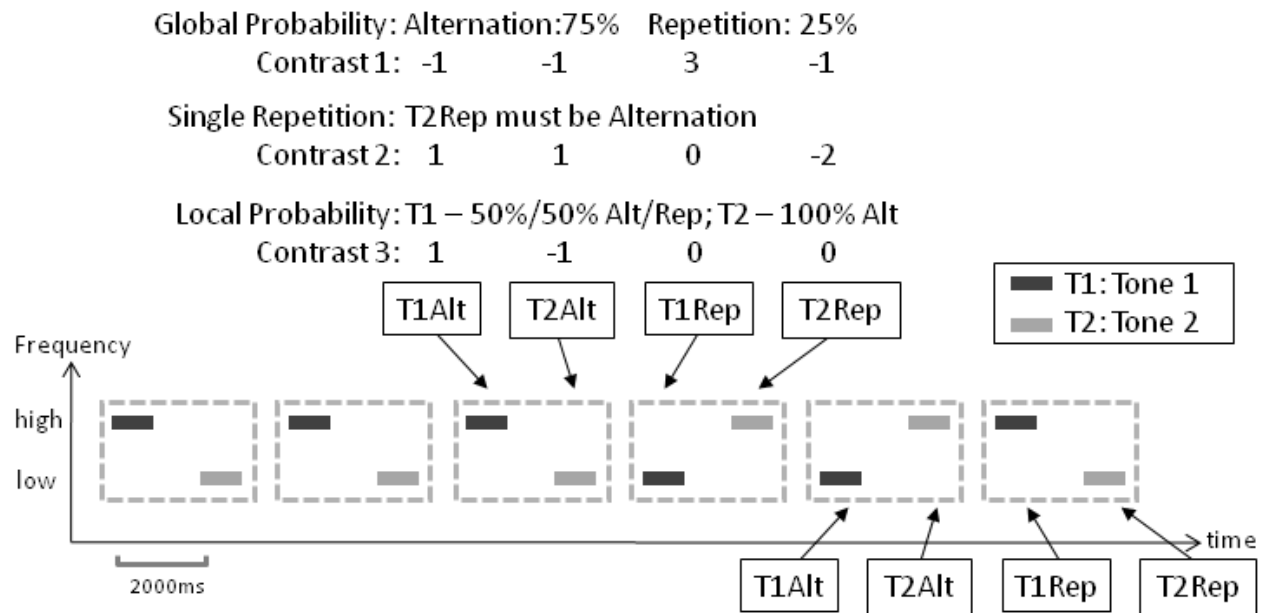 Global Probability: Alternation:75% Repetition: 25%
Contrast 1: -1 -1 3 -1
Single Repetition: T2Rep must be Alternation
Contrast 2: 1 1 0 -2
Local Probability: T1 – 50%/50% Alt/Rep; T2 – 100% Alt
Contrast 3: 1 -1 0 0
T1Alt T2Alt T1Rep T2Rep
T1: Tone 1
T2: Tone 2
Frequency
high
low
time
2000ms
T1Alt T2Alt T1Rep T2Rep